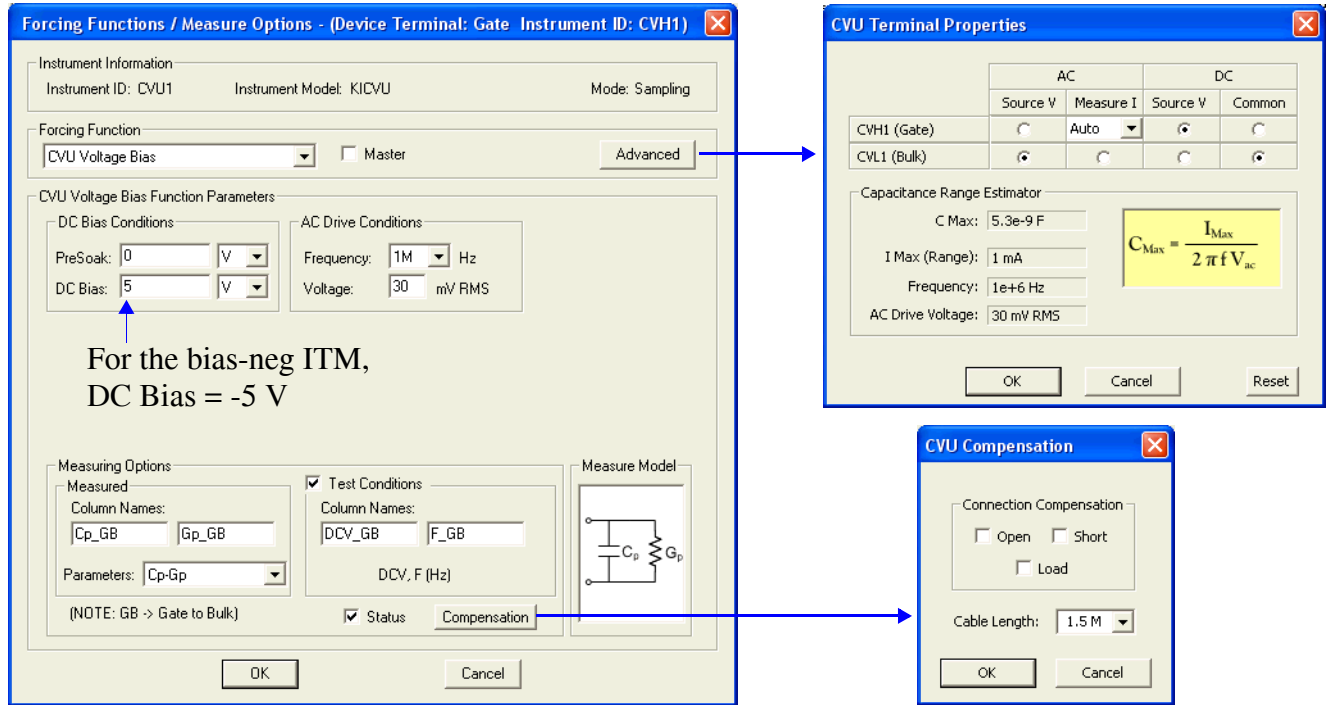 Forcing Functions / Measure Options - (Device Terminal: Gate  Instrument ID: CVH1)
Instrument Information
Instrument ID: CVU1 Instrument Model: KICVU Mode: Sampling
Forcing Function
CVU Voltage Bias Master Advanced
CVU Voltage Bias Function Parameters
DC Bias Conditions
PreSoak: 0 V
DC Bias: 5 V
AC Drive Conditions
Frequency: 1M Hz
Voltage: 30 mV RMS
For the bias-neg ITM,
DC Bias = -5 V
Measuring Options
Measured
Column Names:
Cp_GB Gp_GB
Parameters: Cp-Gp
(NOTE: GB -> Gate to Bulk)
Test Conditions
Column Names:
DCV_GB F_GB
DCV, F (Hz)
Status Compensation
Measure Model
Cp Gp
OK Cancel
CVU Terminal Properties
AC DC
Source V Measure I Source V Common
CVH1 (Gate) Auto
CVL1 (Bulk)
Capacitance Range Estimator
C Max: 5.3e-9 F
I Max (Range): 1 mA
Frequency: 1e+6 Hz
AC Drive Voltage: 30 mV RMS
CMax = IMax / 2 π f Vac
OK Cancel Reset
CVU Compensation
Connection Compensation
Open Short
Load
Cable Length: 1.5 M
OK Cancel